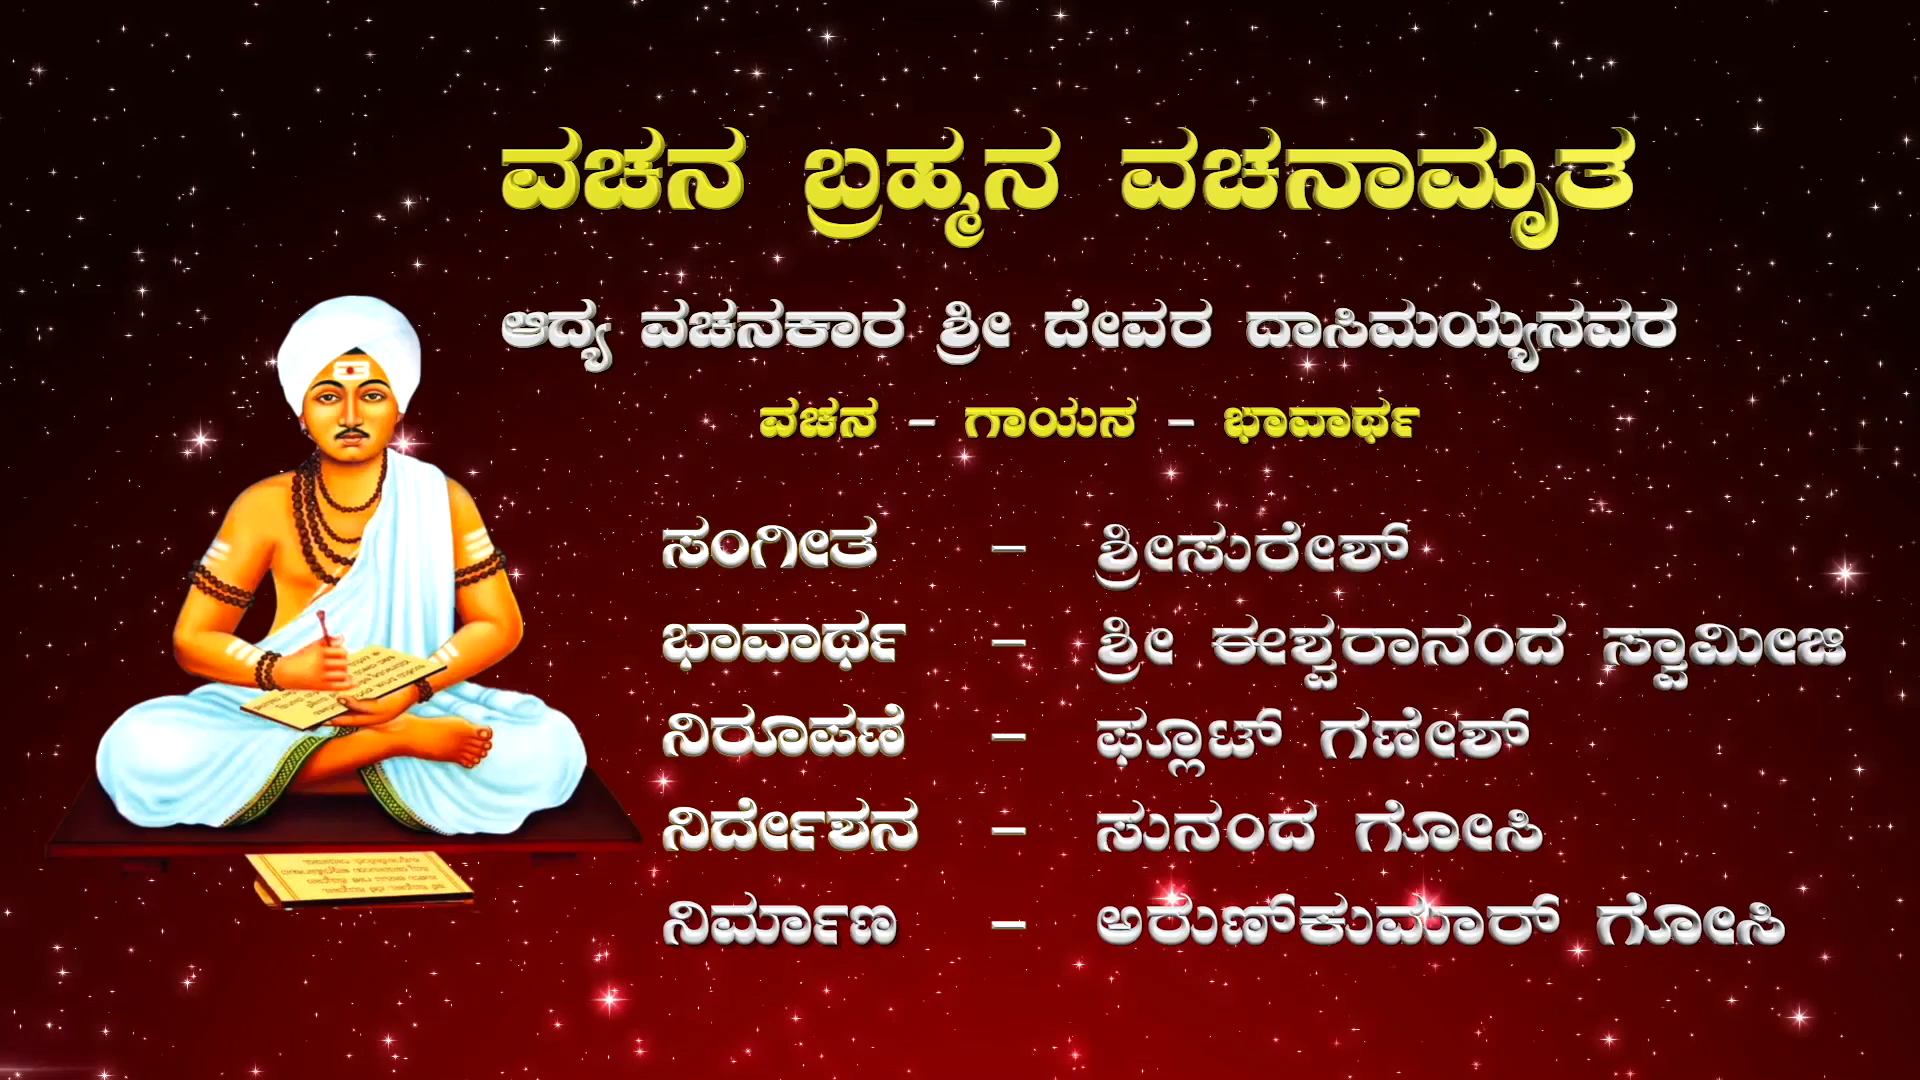 ವಚನ ಬ್ರಹ್ಮನ ವಚನಾಮೃತ
ಆದ್ಯ ವಚನಕಾರ ಶ್ರೀ ದೇವರ ದಾಸಿಮಯ್ಯನವರ
ವಚನ – ಗಾಯನ – ಭಾವಾರ್ಥ
ಸಂಗೀತ – ಶ್ರೀಸುರೇಶ್
ಭಾವಾರ್ಥ – ಶ್ರೀ ಈಶ್ವರಾನಂದ ಸ್ವಾಮೀಜಿ
ನಿರೂಪಣೆ – ಫ್ಲೂಟ್ ಗಣೇಶ್
ನಿರ್ದೇಶನ – ಸುನಂದ ಗೋಸಿ
ನಿರ್ಮಾಣ – ಅರುಣ್‌ಕುಮಾರ್ ಗೋಸಿ